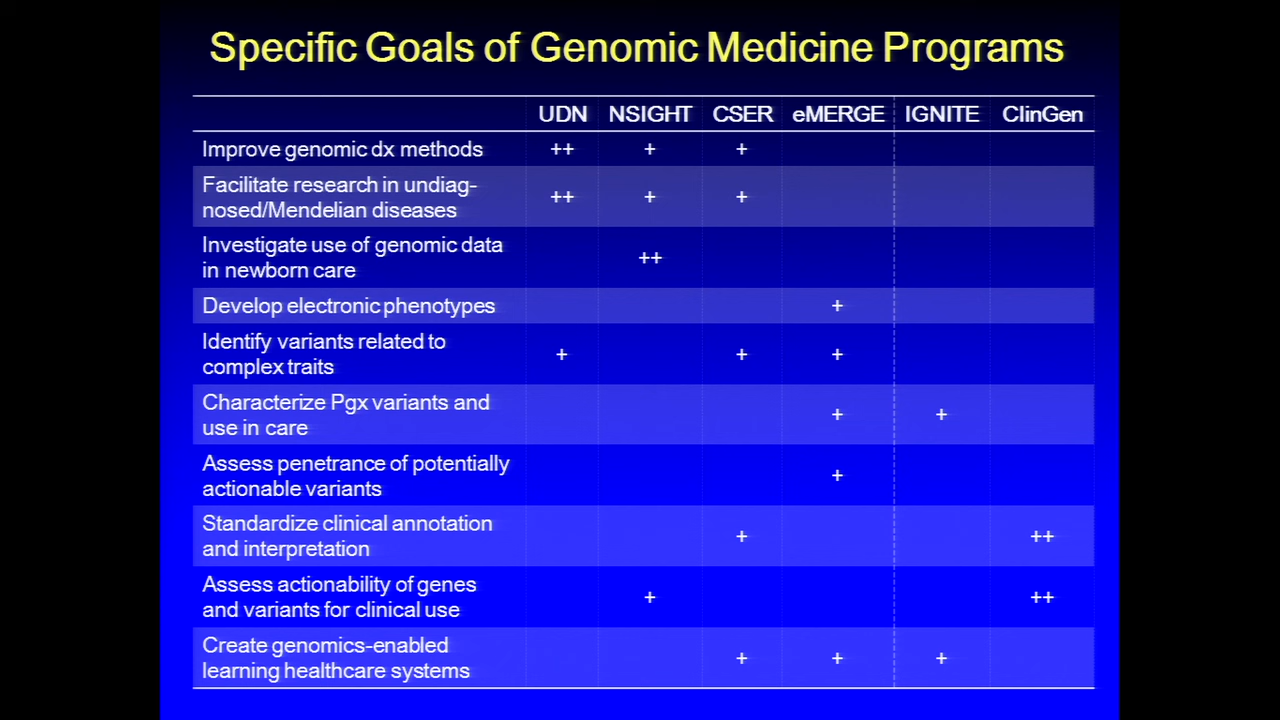 Specific Goals of Genomic Medicine Programs
UDN NSIGHT CSER eMERGE IGNITE ClinGen
Improve genomic dx methods ++ + +
Facilitate research in undiag-
nosed/Mendelian diseases ++ + +
Investigate use of genomic data
in newborn care ++
Develop electronic phenotypes +
Identify variants related to
complex traits + + +
Characterize Pgx variants and
use in care + +
Assess penetrance of potentially
actionable variants +
Standardize clinical annotation
and interpretation + ++
Assess actionability of genes
and variants for clinical use + ++
Create genomics-enabled
learning healthcare systems + + +